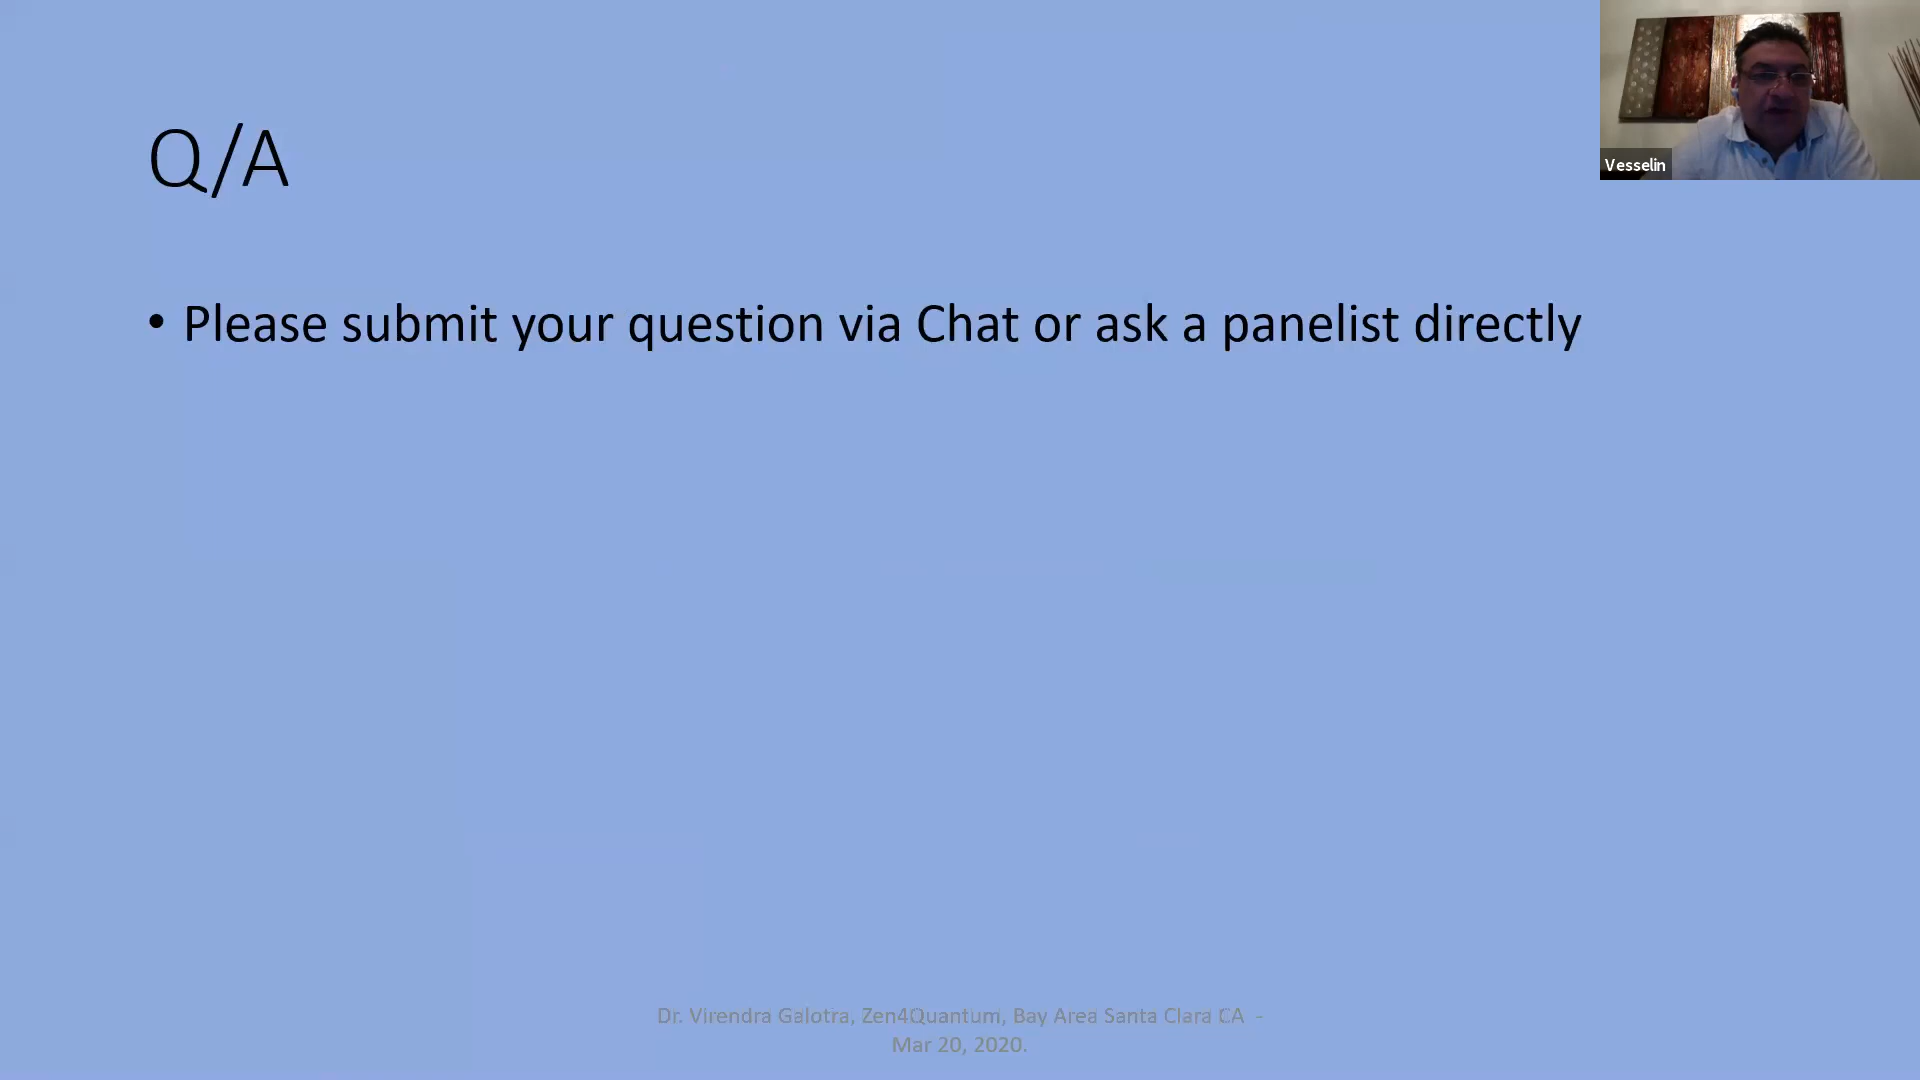 Q/A
• Please submit your question via Chat or ask a panelist directly
Vesselin
Dr. Virendra Galotra, Zen4Quantum, Bay Area Santa Clara CA -
Mar 20, 2020.